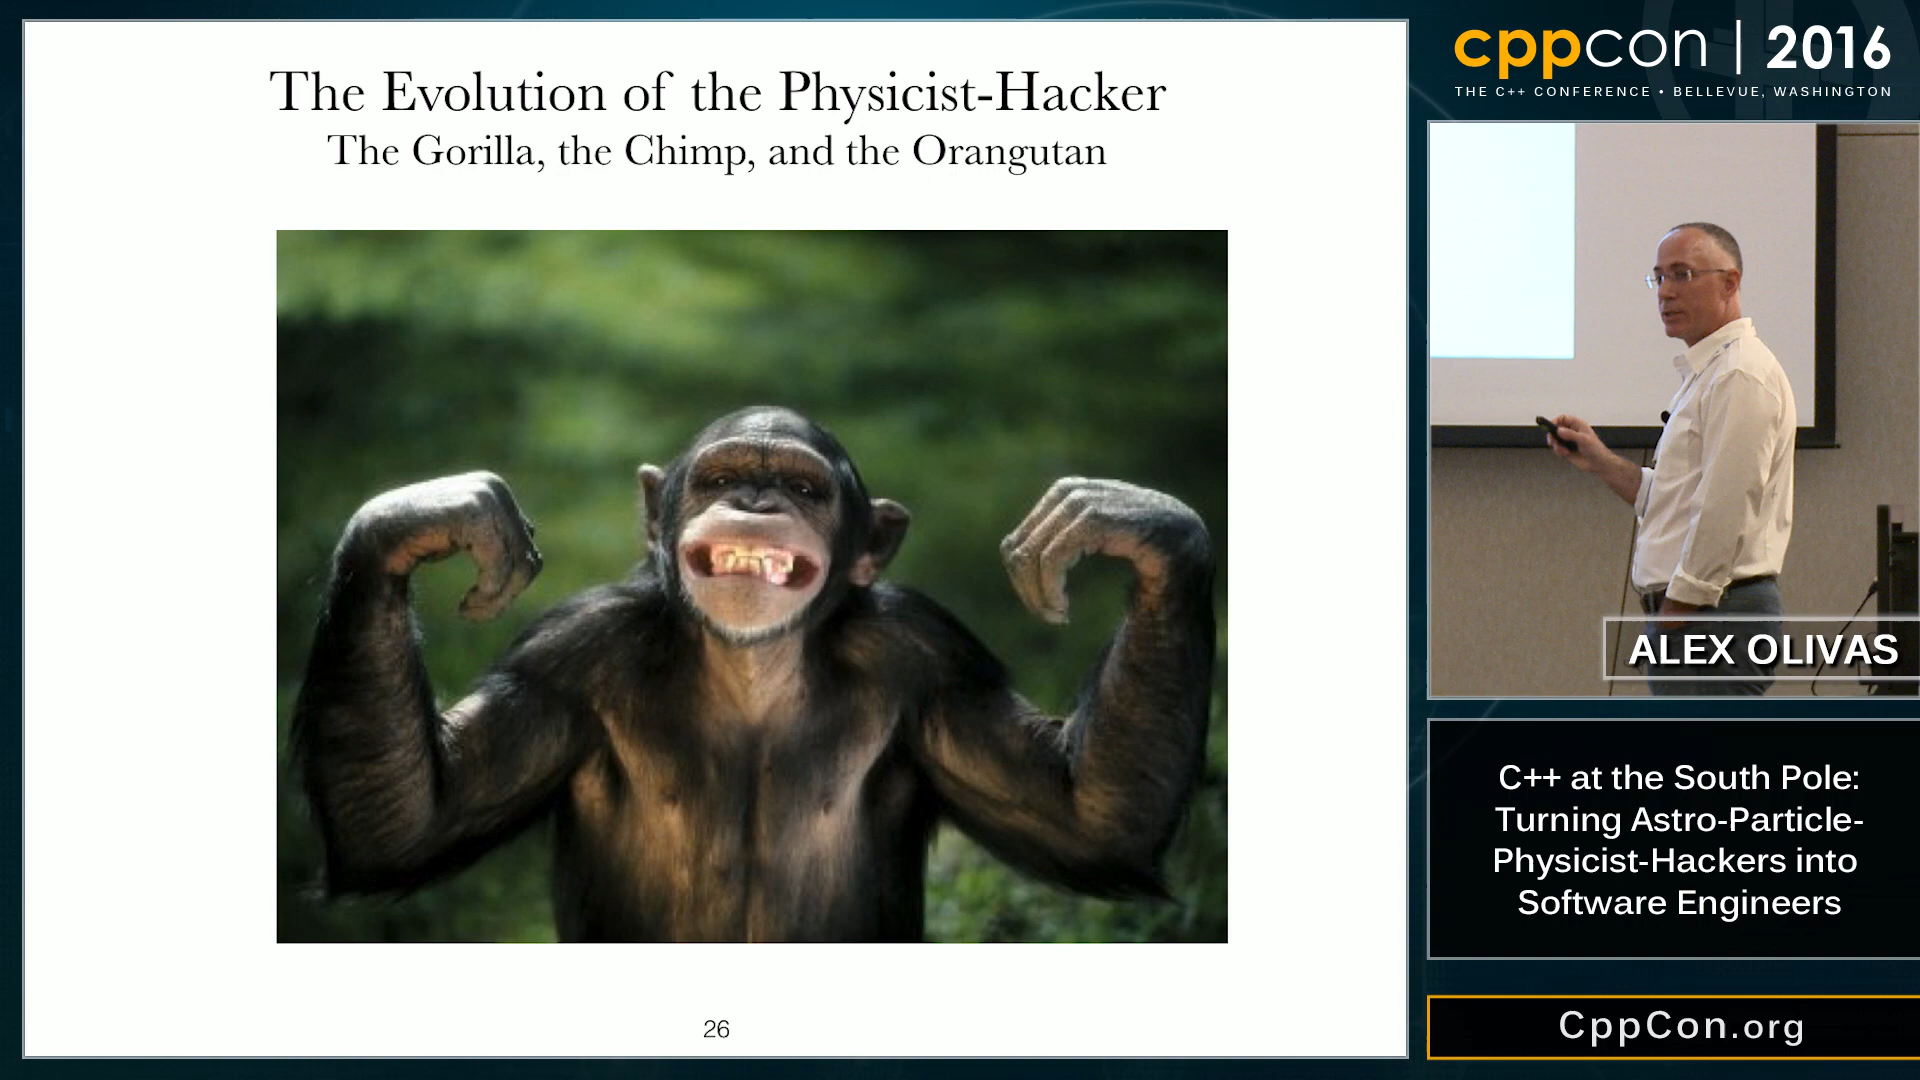 The Evolution of the Physicist-Hacker
The Gorilla, the Chimp, and the Orangutan
26
cppcon | 2016
THE C++ CONFERENCE • BELLEVUE, WASHINGTON
ALEX OLIVAS
C++ at the South Pole:
Turning Astro-Particle-
Physicist-Hackers into
Software Engineers
CppCon.org